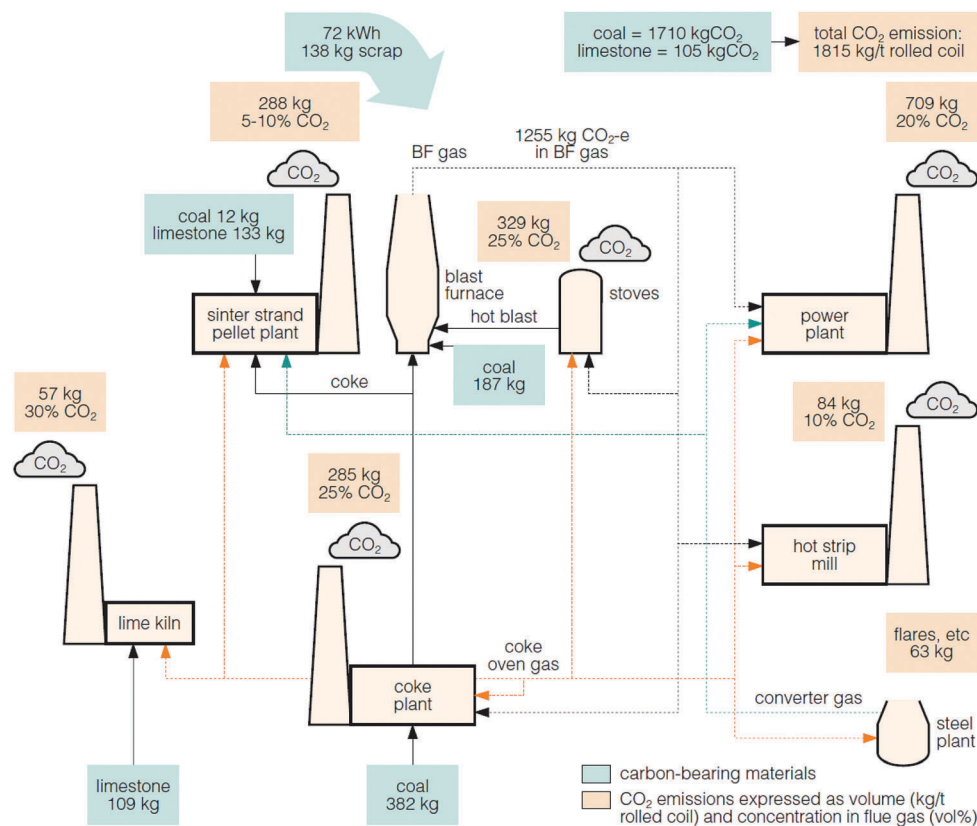 72 kWh
138 kg scrap
coal = 1710 kgCO₂
limestone = 105 kgCO₂
total CO₂ emission:
1815 kg/t rolled coil
288 kg
5-10% CO₂
CO₂
BF gas
1255 kg CO₂-e
in BF gas
709 kg
20% CO₂
CO₂
coal 12 kg
limestone 133 kg
329 kg
25% CO₂
CO₂
blast
furnace
stoves
hot blast
sinter strand
pellet plant
power
plant
coal
187 kg
coke
57 kg
30% CO₂
CO₂
84 kg
10% CO₂
CO₂
285 kg
25% CO₂
CO₂
hot strip
mill
lime kiln
flares, etc
63 kg
coke
oven gas
coke
plant
converter gas
steel
plant
limestone
109 kg
coal
382 kg
carbon-bearing materials
CO₂ emissions expressed as volume (kg/t
rolled coil) and concentration in flue gas (vol%)